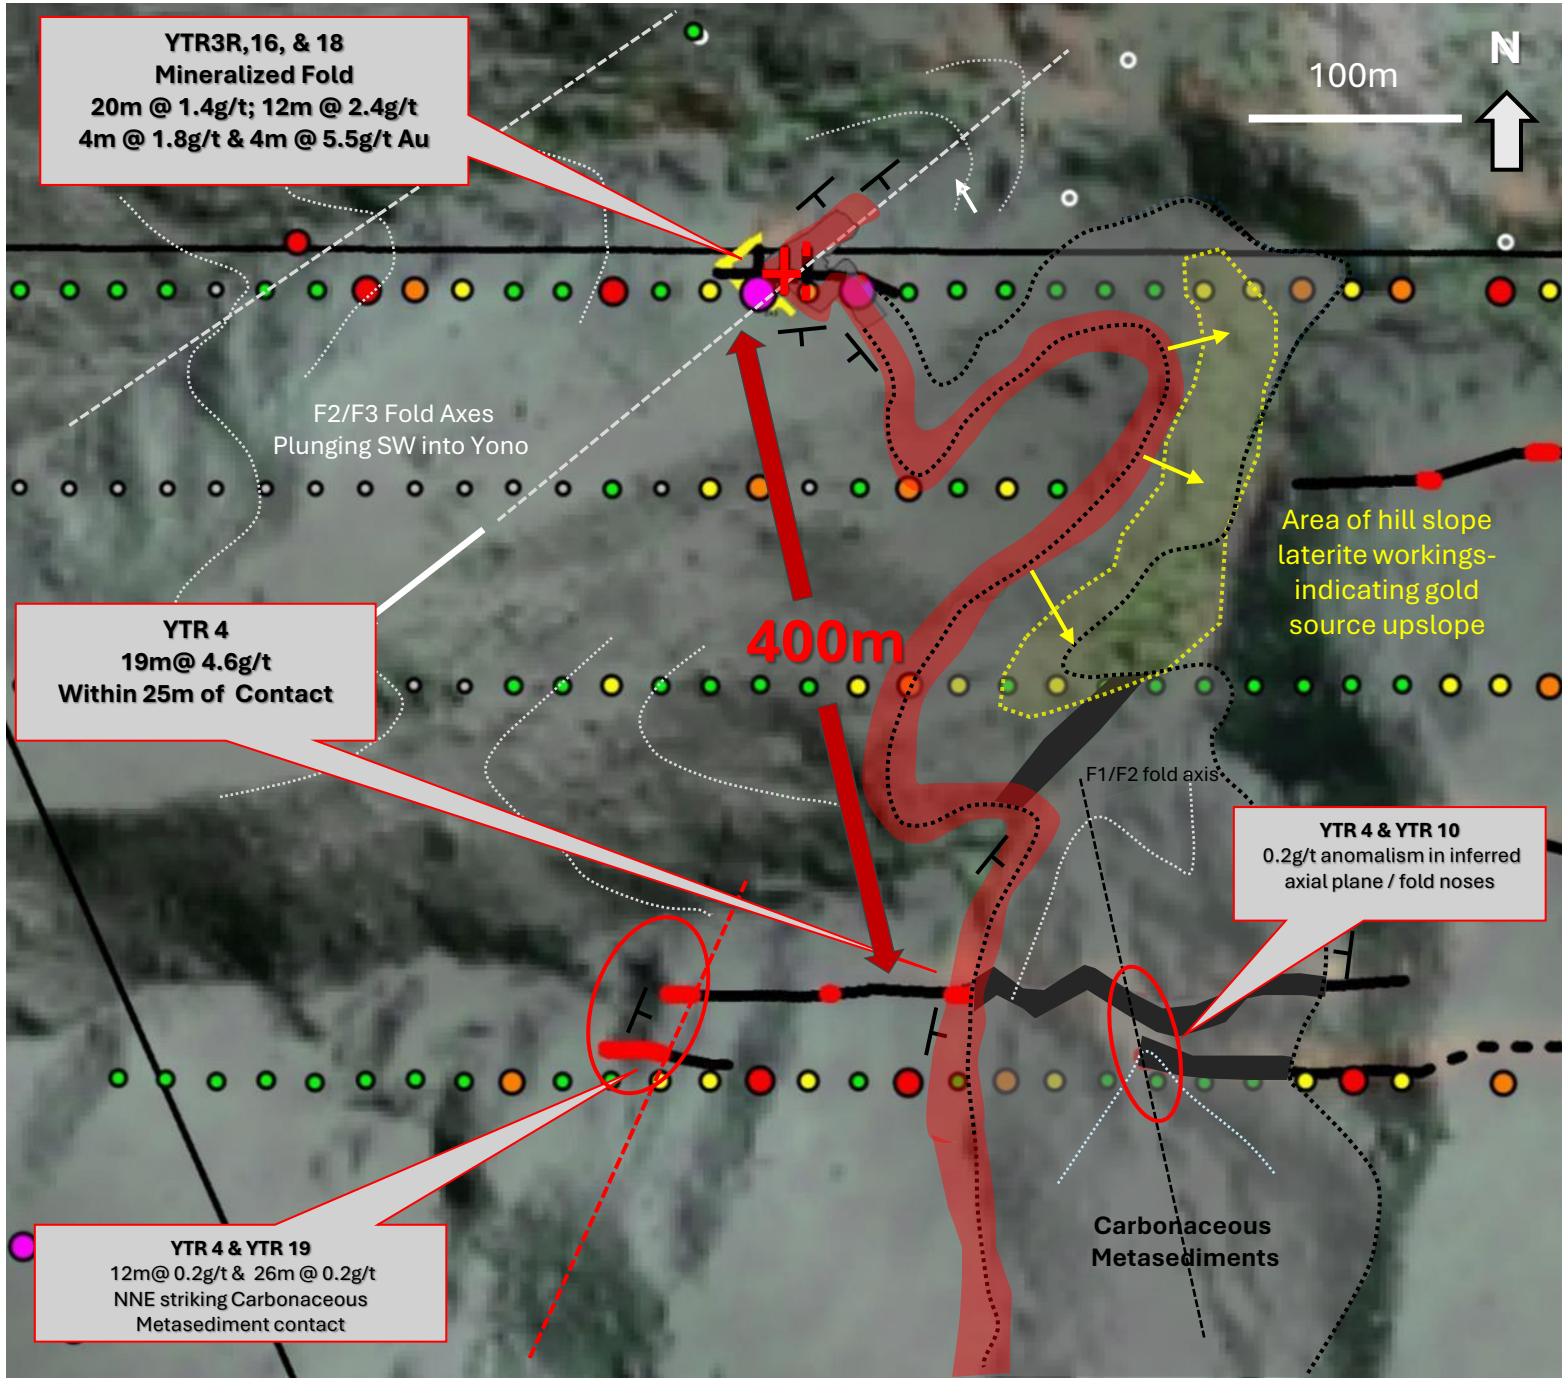 YTR3R,16, & 18
Mineralized Fold
20m @ 1.4g/t; 12m @ 2.4g/t
4m @ 1.8g/t & 4m @ 5.5g/t Au
100m
N
F2/F3 Fold Axes
Plunging SW into Yono
Area of hill slope
laterite workings-
indicating gold
source upslope
YTR 4
19m@ 4.6g/t
Within 25m of Contact
400m
F1/F2 fold axis
YTR 4 & YTR 10
0.2g/t anomalism in inferred
axial plane / fold noses
Carbonaceous
Metasediments
YTR 4 & YTR 19
12m@ 0.2g/t & 26m @ 0.2g/t
NNE striking Carbonaceous
Metasediment contact